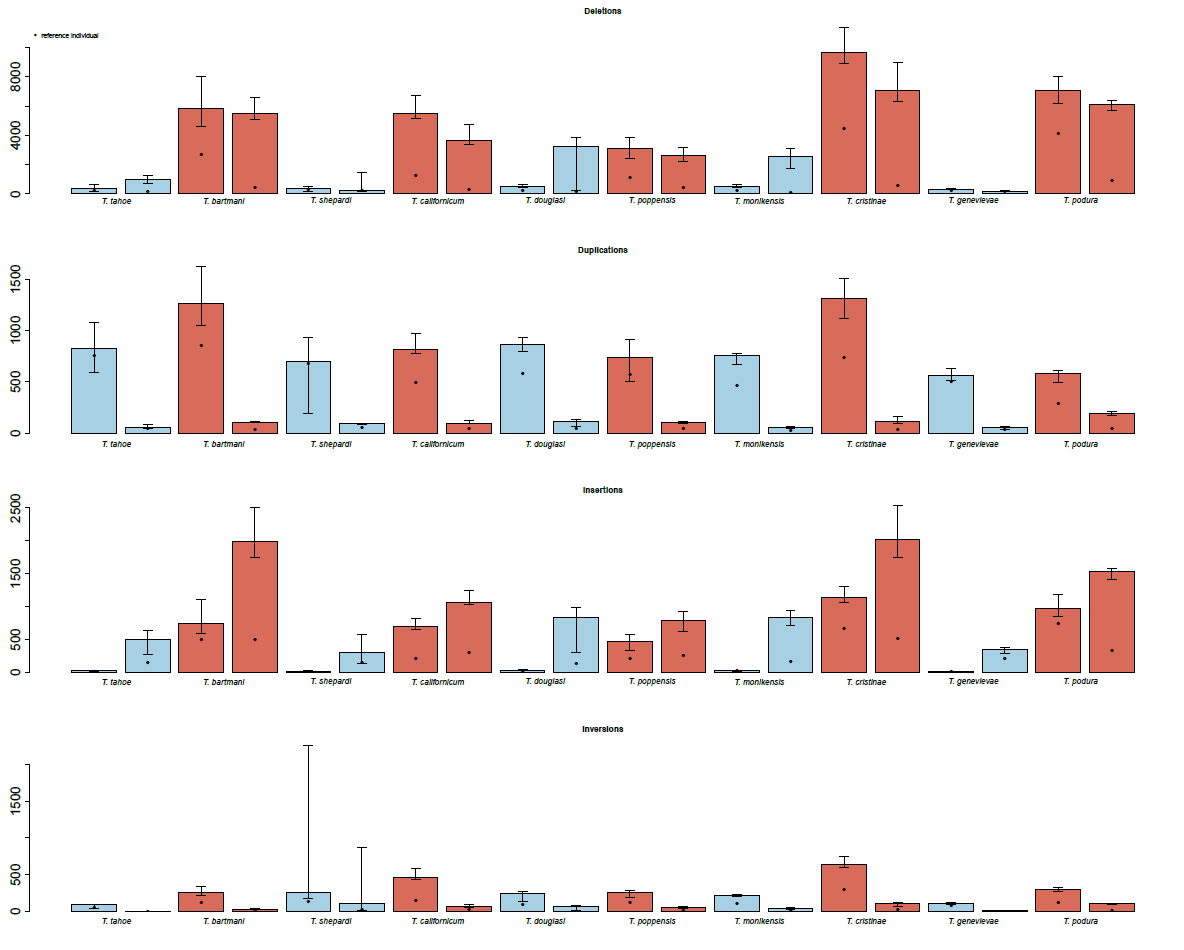 Deletions
• reference individual
8000
4000
0
T. tahoe T. bartmani T. shepardi T. californicum T. douglasi T. poppensis T. monikensis T. cristinae T. genevievae T. podura
Duplications
1500
1000
500
0
T. tahoe T. bartmani T. shepardi T. californicum T. douglasi T. poppensis T. monikensis T. cristinae T. genevievae T. podura
Insertions
2500
1500
500
0
T. tahoe T. bartmani T. shepardi T. californicum T. douglasi T. poppensis T. monikensis T. cristinae T. genevievae T. podura
Inversions
1500
500
0
T. tahoe T. bartmani T. shepardi T. californicum T. douglasi T. poppensis T. monikensis T. cristinae T. genevievae T. podura